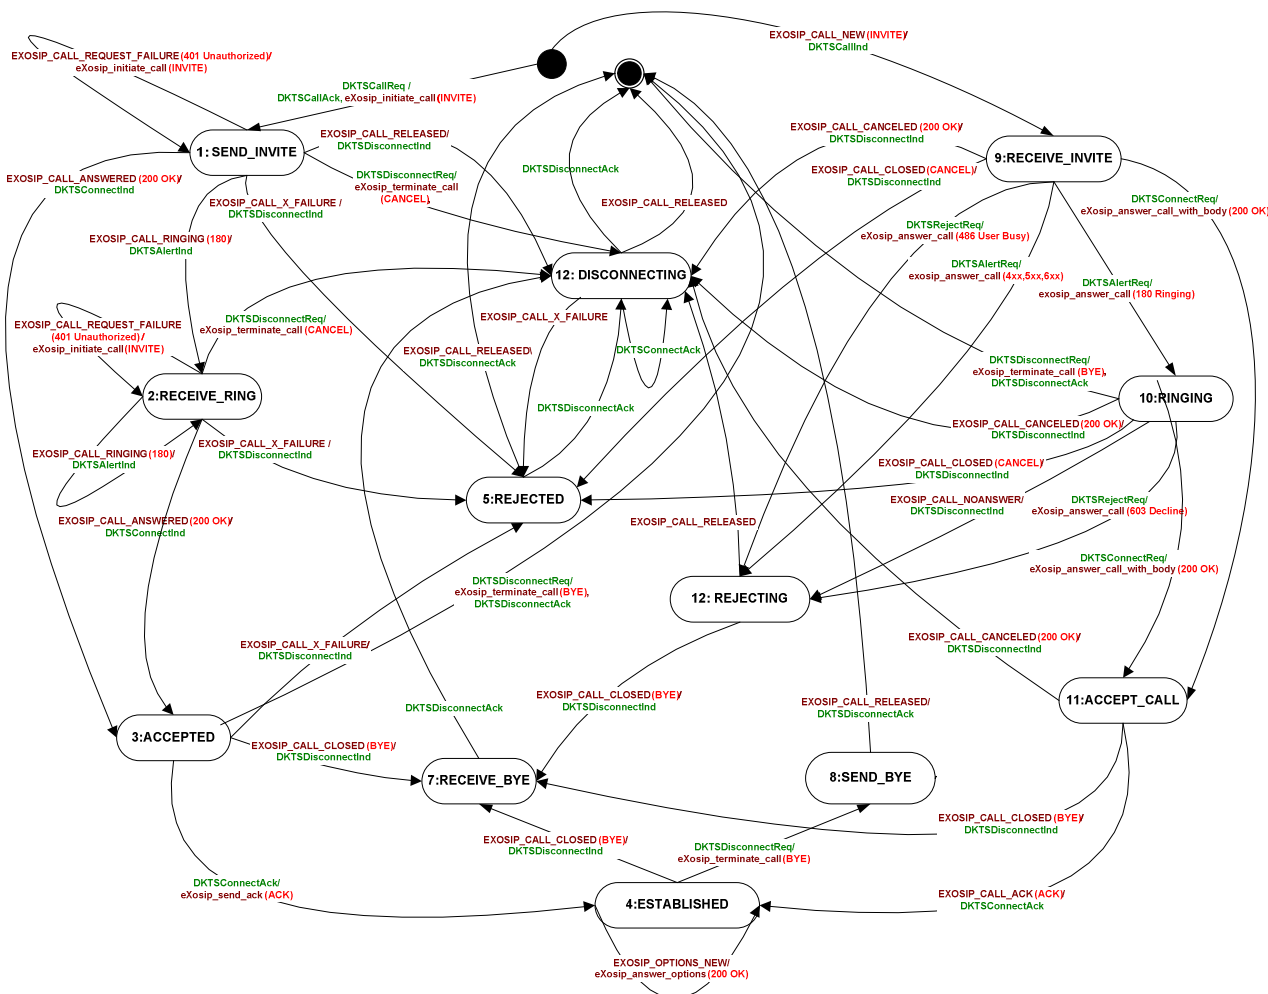 EXOSIP_CALL_NEW (INVITE)/
DKTSCallInd
EXOSIP_CALL_REQUEST_FAILURE (401 Unauthorized)/
eXosip_initiate_call (INVITE)
DKTSCallReq /
DKTSCallAck, eXosip_initiate_call (INVITE)
1: SEND_INVITE
EXOSIP_CALL_RELEASED/
DKTSDisconnectInd
DKTSDisconnectReq/
eXosip_terminate_call
(CANCEL),
DKTSDisconnectAck
EXOSIP_CALL_RELEASED
EXOSIP_CALL_CANCELED (200 OK)/
DKTSDisconnectInd
EXOSIP_CALL_CLOSED (CANCEL)/
DKTSDisconnectInd
9:RECEIVE_INVITE
EXOSIP_CALL_ANSWERED (200 OK)/
DKTSConnectInd
EXOSIP_CALL_X_FAILURE /
DKTSDisconnectInd
DKTSConnectReq/
eXosip_answer_call_with_body (200 OK)
DKTSRejectReq/
eXosip_answer_call (486 User Busy)
EXOSIP_CALL_RINGING (180)/
DKTSAlertInd
DKTSAlertReq/
exosip_answer_call (4xx,5xx,6xx)
DKTSAlertReq/
exosip_answer_call (180 Ringing)
12: DISCONNECTING
EXOSIP_CALL_REQUEST_FAILURE
(401 Unauthorized) /
eXosip_initiate_call (INVITE)
DKTSDisconnectReq/
eXosip_terminate_call (CANCEL)
EXOSIP_CALL_X_FAILURE
EXOSIP_CALL_RELEASED\
DKTSDisconnectAck
DKTSConnectAck
DKTSDisconnectReq/
eXosip_terminate_call (BYE),
DKTSDisconnectAck
2:RECEIVE_RING
10:RINGING
DKTSDisconnectAck
EXOSIP_CALL_CANCELED (200 OK)/
DKTSDisconnectInd
EXOSIP_CALL_RINGING (180)/
DKTSAlertInd
EXOSIP_CALL_X_FAILURE /
DKTSDisconnectInd
EXOSIP_CALL_CLOSED (CANCEL)/
DKTSDisconnectInd
5:REJECTED
EXOSIP_CALL_NOANSWER/
DKTSDisconnectInd
DKTSRejectReq/
eXosip_answer_call (603 Decline)
EXOSIP_CALL_ANSWERED (200 OK)/
DKTSConnectInd
EXOSIP_CALL_RELEASED
DKTSConnectReq/
eXosip_answer_call_with_body (200 OK)
DKTSDisconnectReq/
eXosip_terminate_call (BYE),
DKTSDisconnectAck
12: REJECTING
EXOSIP_CALL_X_FAILURE/
DKTSDisconnectInd
EXOSIP_CALL_CANCELED (200 OK)/
DKTSDisconnectInd
EXOSIP_CALL_CLOSED (BYE)/
DKTSDisconnectInd
DKTSDisconnectAck
EXOSIP_CALL_RELEASED/
DKTSDisconnectAck
11:ACCEPT_CALL
3:ACCEPTED
EXOSIP_CALL_CLOSED (BYE)/
DKTSDisconnectInd
7:RECEIVE_BYE
8:SEND_BYE
EXOSIP_CALL_CLOSED (BYE)/
DKTSDisconnectInd
EXOSIP_CALL_CLOSED (BYE)/
DKTSDisconnectInd
DKTSDisconnectReq/
eXosip_terminate_call (BYE)
DKTSConnectAck/
eXosip_send_ack (ACK)
EXOSIP_CALL_ACK (ACK)/
DKTSConnectAck
4:ESTABLISHED
EXOSIP_OPTIONS_NEW/
eXosip_answer_options (200 OK)